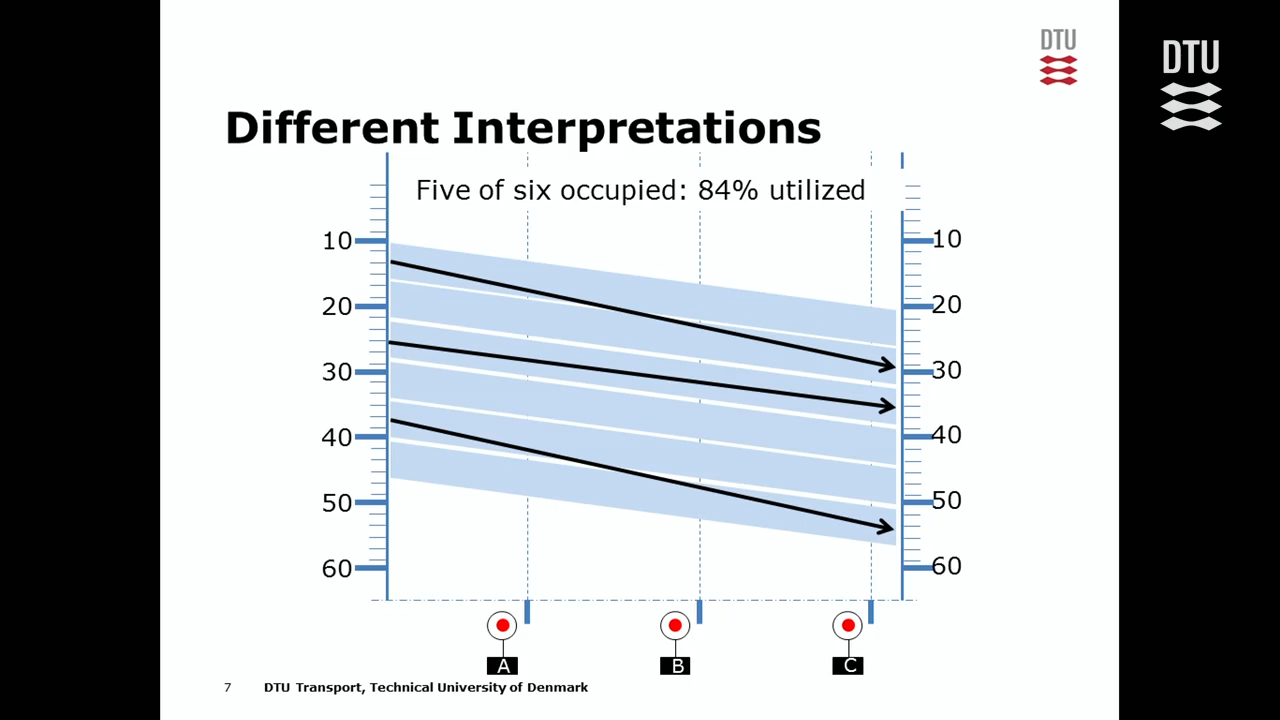 DTU
DTU
Different Interpretations
Five of six occupied: 84% utilized
10 10
20 20
30 30
40 40
50 50
60 60
A B C
7 DTU Transport, Technical University of Denmark